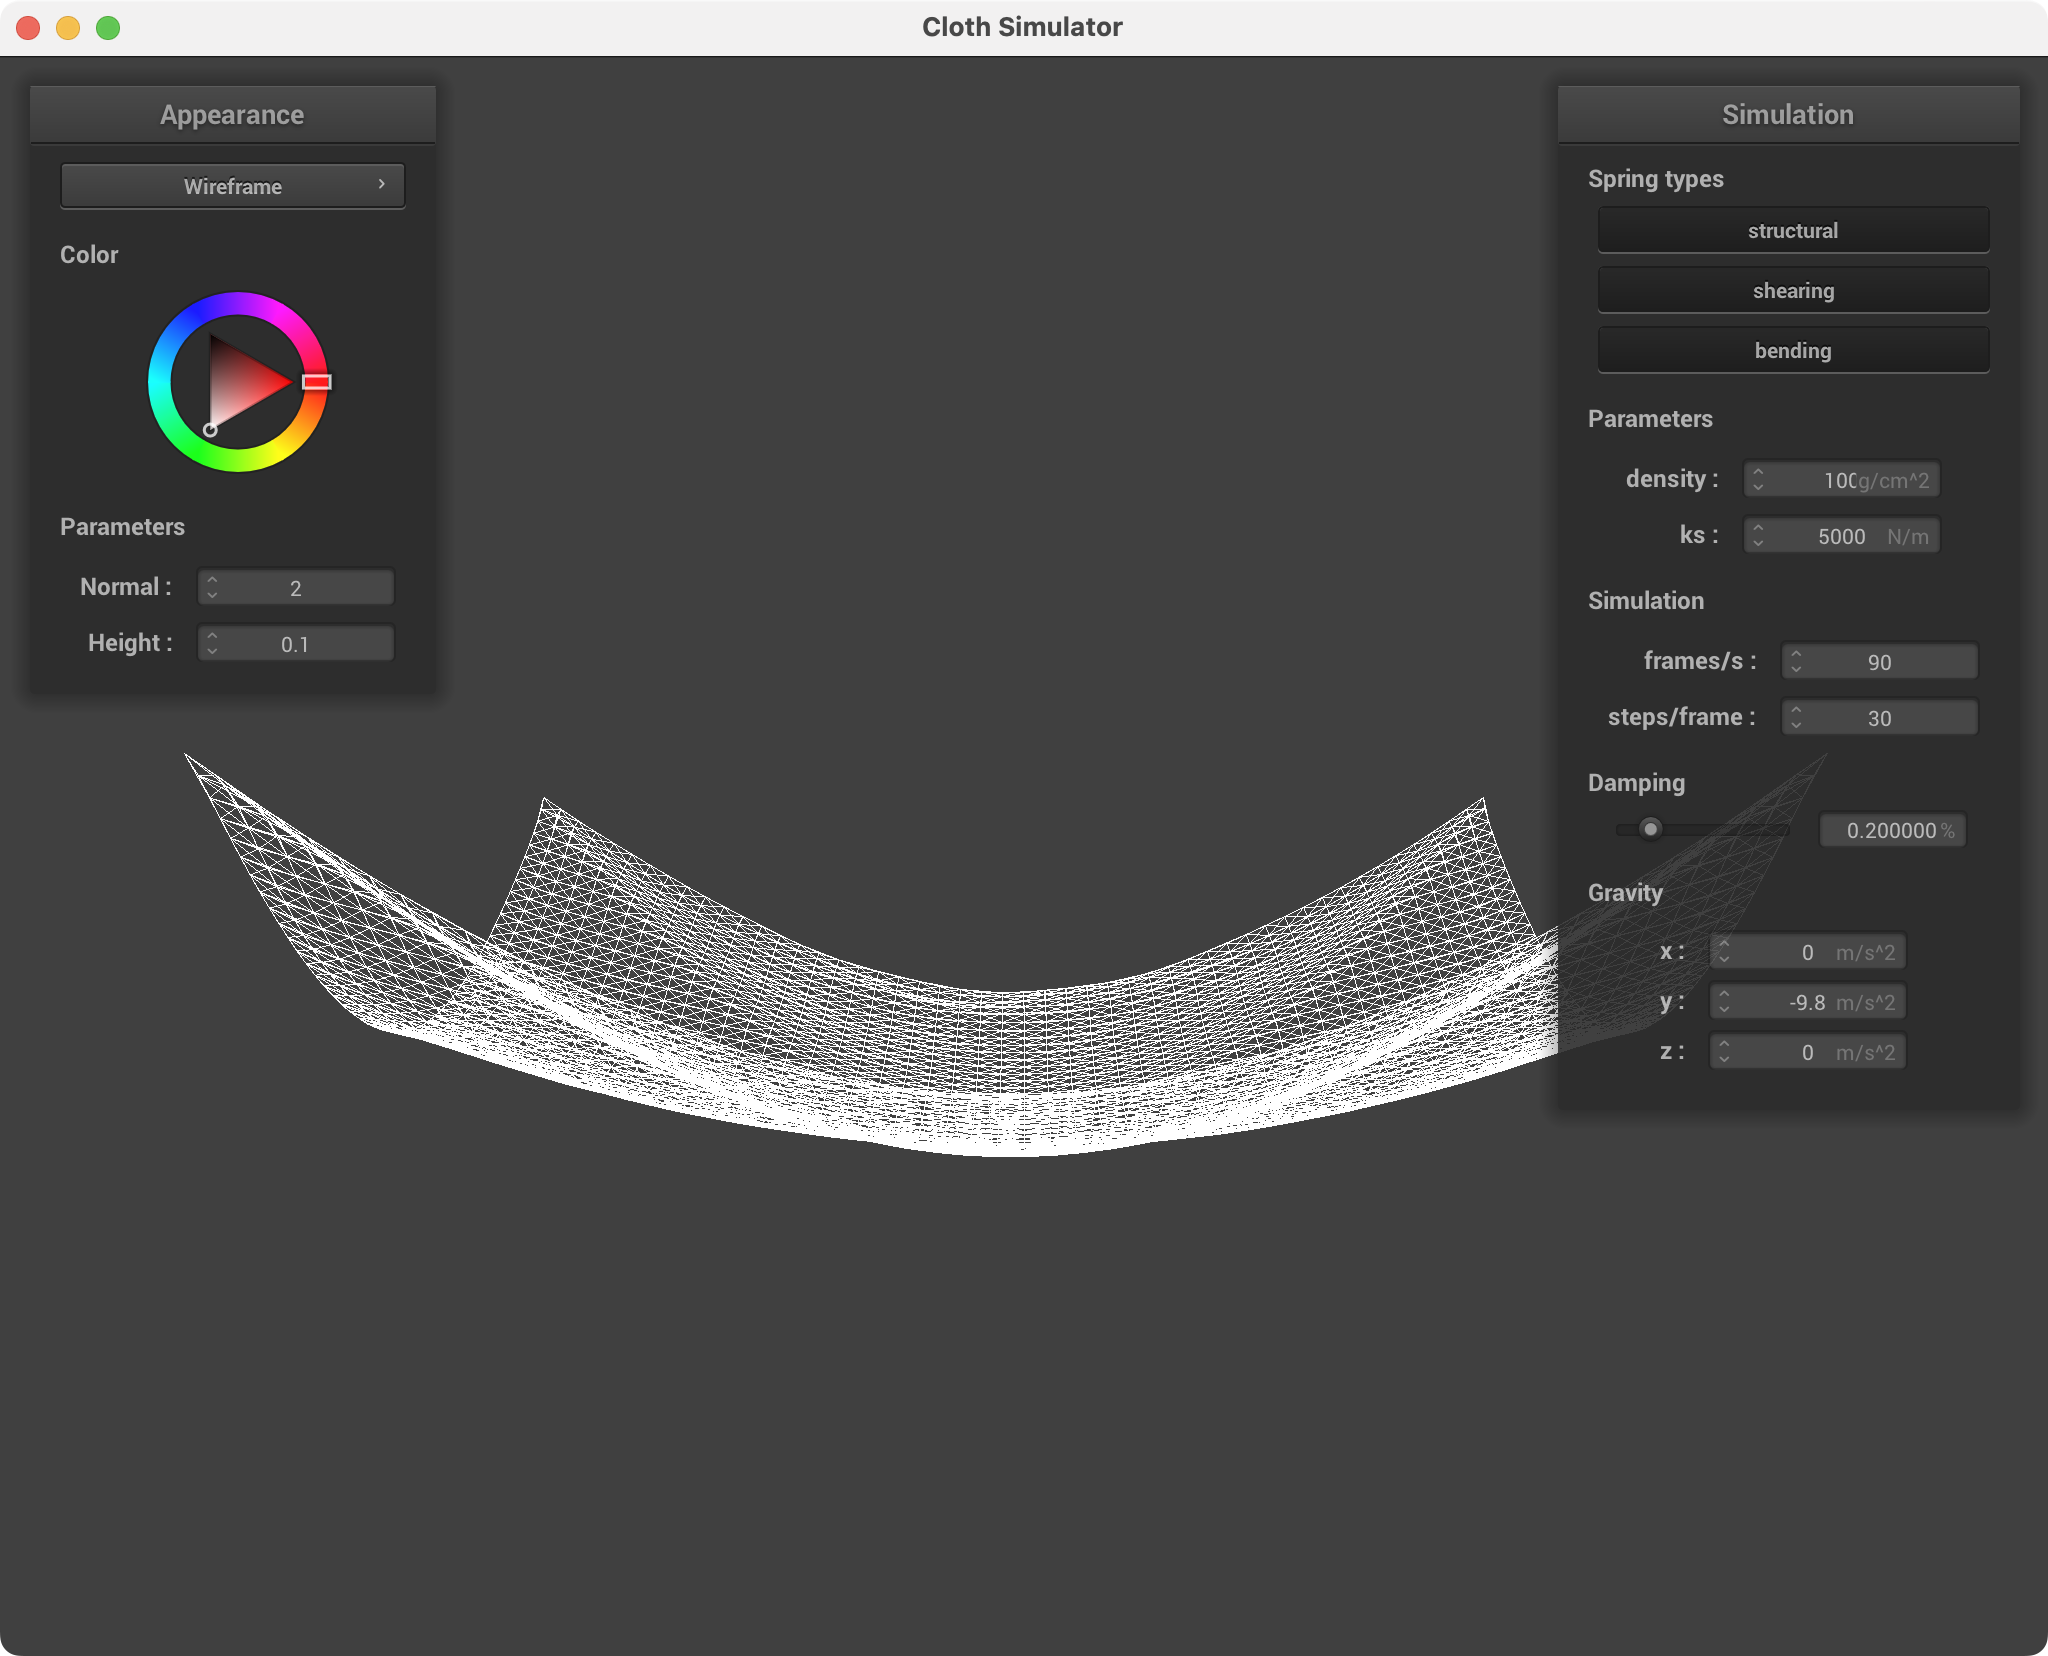 Cloth Simulator
Appearance
Wireframe
Color
Parameters
Normal : 2
Height : 0.1
Simulation
Spring types
structural
shearing
bending
Parameters
density : 100 g/cm^2
ks : 5000 N/m
Simulation
frames/s : 90
steps/frame : 30
Damping
0.200000 %
Gravity
x : 0 m/s^2
y : -9.8 m/s^2
z : 0 m/s^2